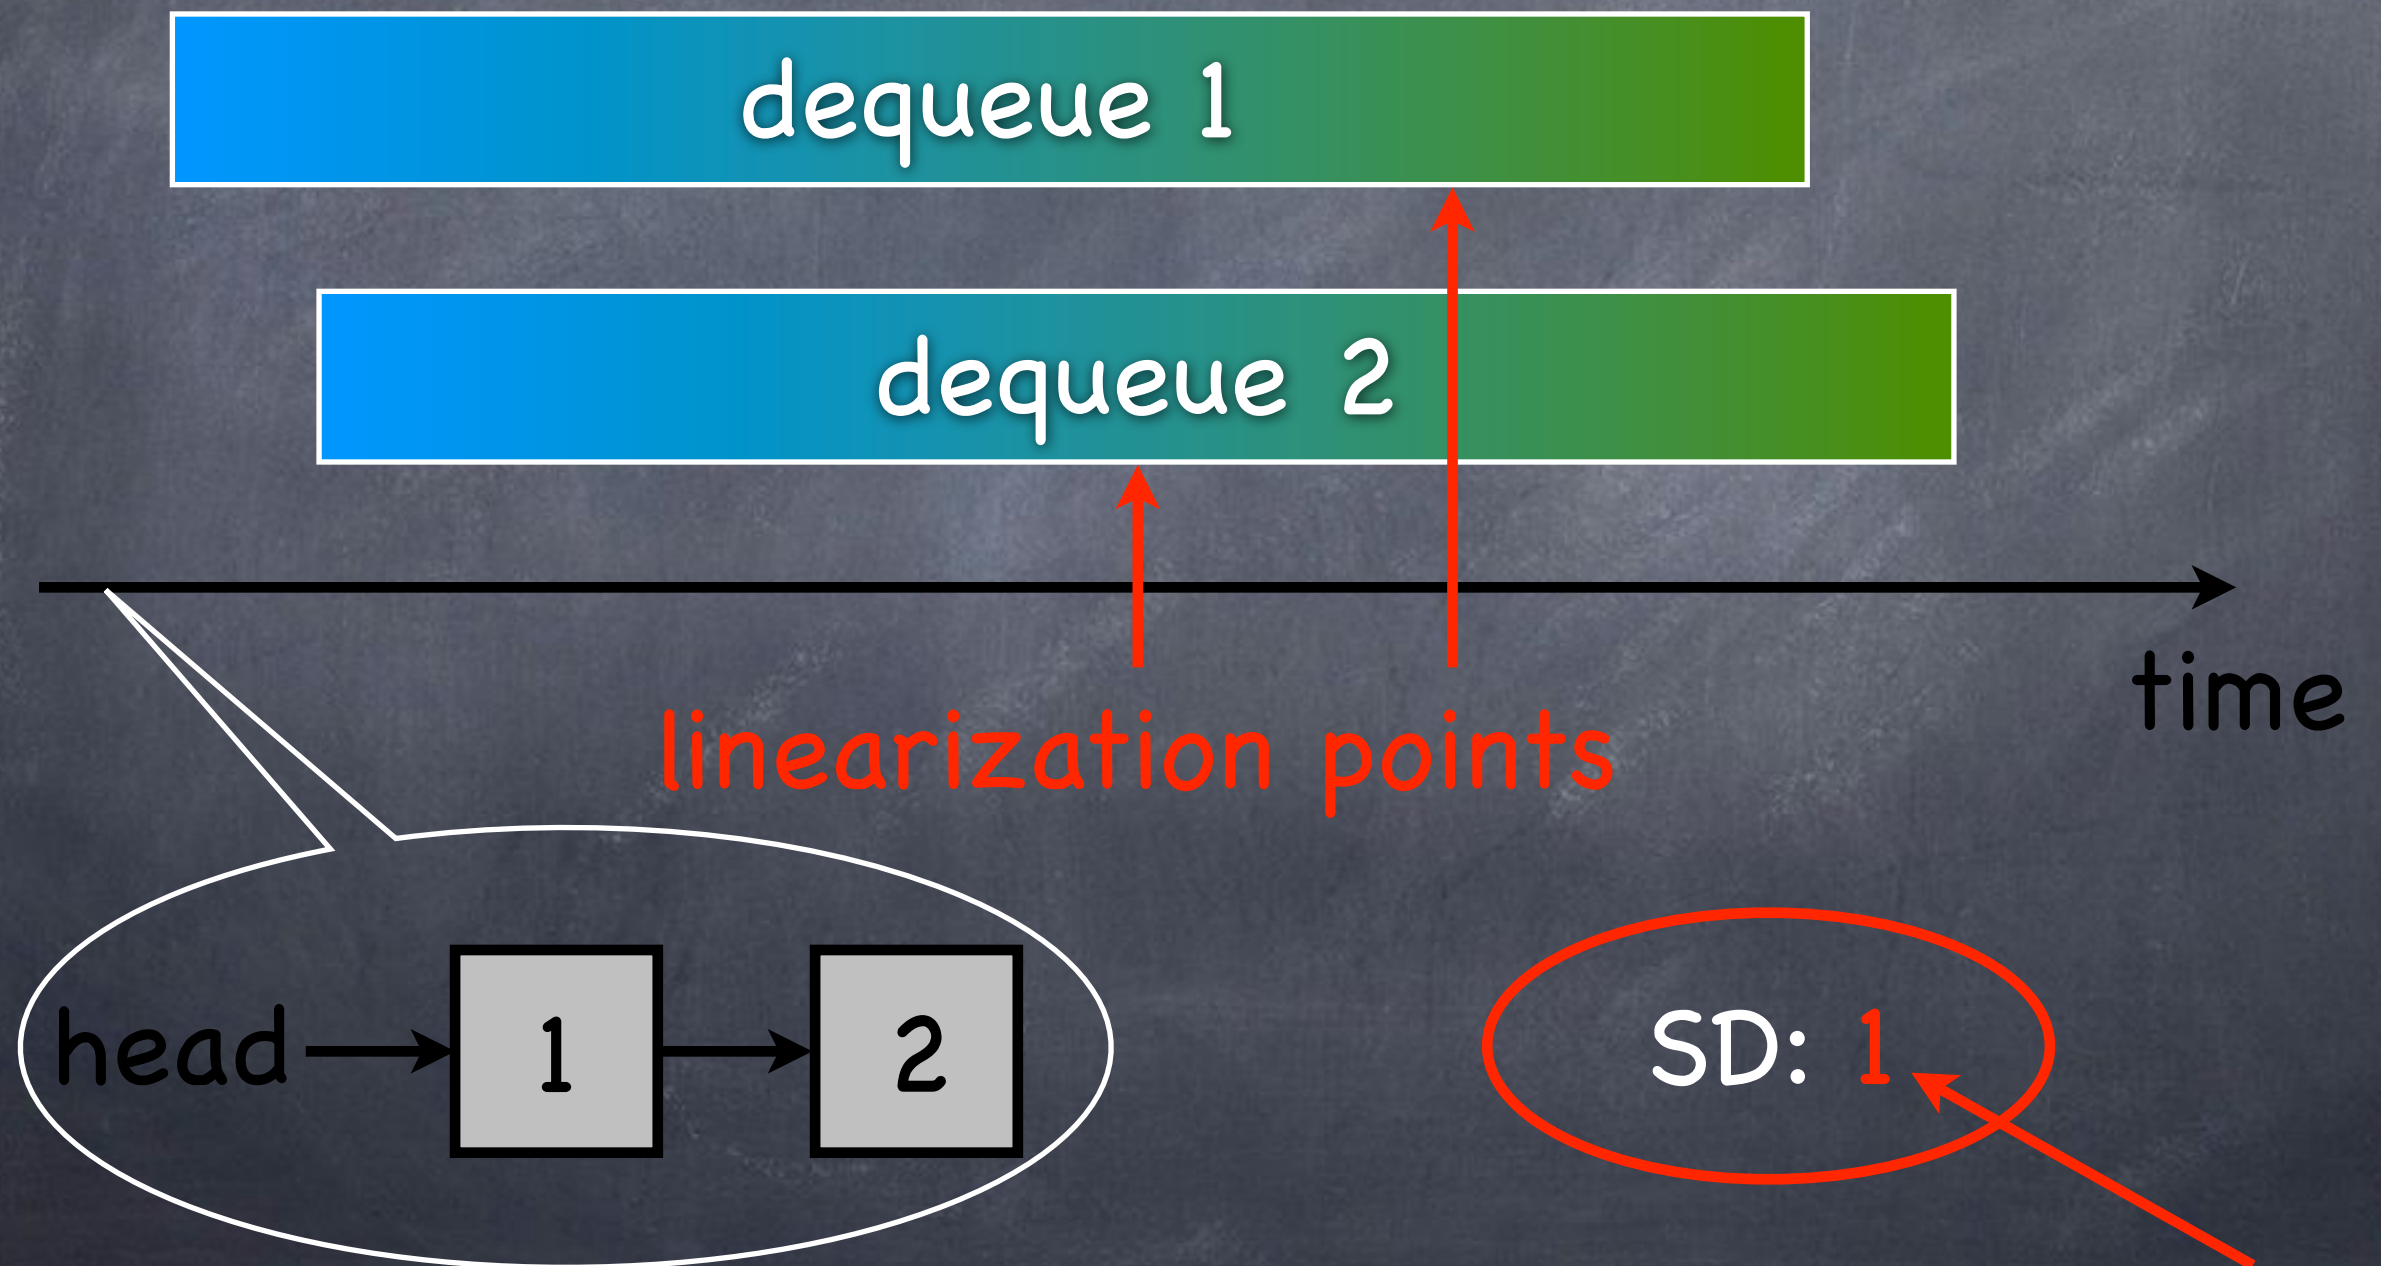 dequeue 1
dequeue 2
time
linearization points
head 1 2
SD: 1